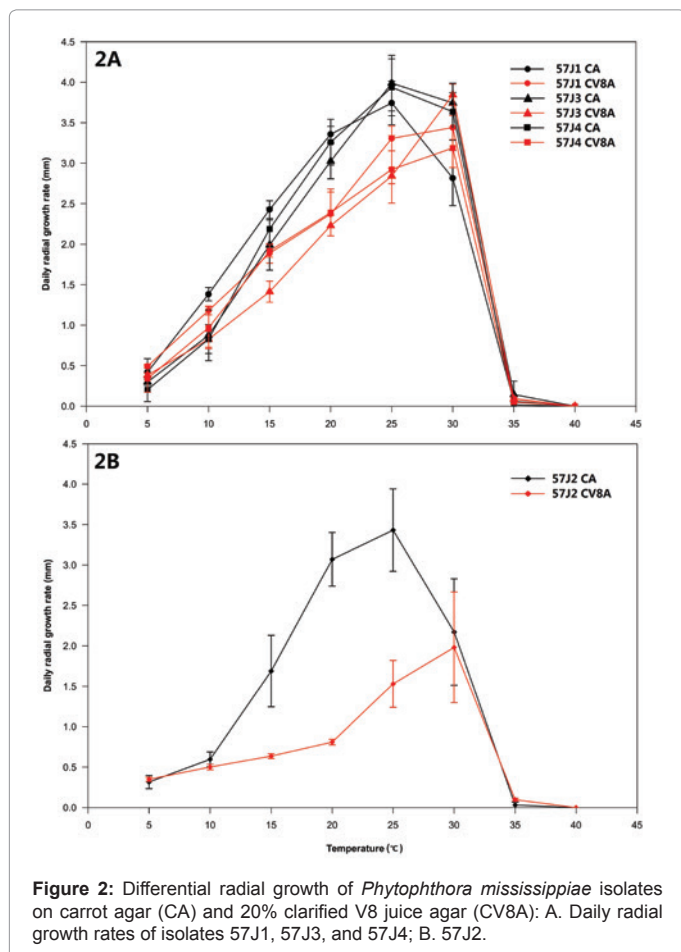 2A
57J1 CA
57J1 CV8A
57J3 CA
57J3 CV8A
57J4 CA
57J4 CV8A
Daily radial growth rate (mm)
4.5
4.0
3.5
3.0
2.5
2.0
1.5
1.0
0.5
0.0
0 5 10 15 20 25 30 35 40 45
2B
57J2 CA
57J2 CV8A
Daily radial growth rate (mm)
4.5
4.0
3.5
3.0
2.5
2.0
1.5
1.0
0.5
0.0
0 5 10 15 20 25 30 35 40 45
Temperature (℃)
Figure 2: Differential radial growth of Phytophthora mississippiae isolates
on carrot agar (CA) and 20% clarified V8 juice agar (CV8A): A. Daily radial
growth rates of isolates 57J1, 57J3, and 57J4; B. 57J2.